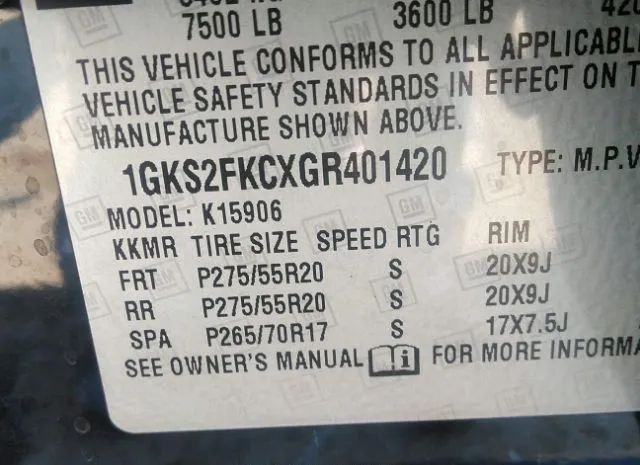 7500 LB 3600 LB
THIS VEHICLE CONFORMS TO ALL
VEHICLE SAFETY STANDARDS IN EFFECT ON
MANUFACTURE SHOWN ABOVE.
1GKS2FKCXGR401420 TYPE: M.P.V
MODEL: K15906
KKMR TIRE SIZE SPEED RTG RIM
FRT P275/55R20 S 20X9J
RR P275/55R20 S 20X9J
SPA P265/70R17 S 17X7.5J
SEE OWNER'S MANUAL i FOR MORE